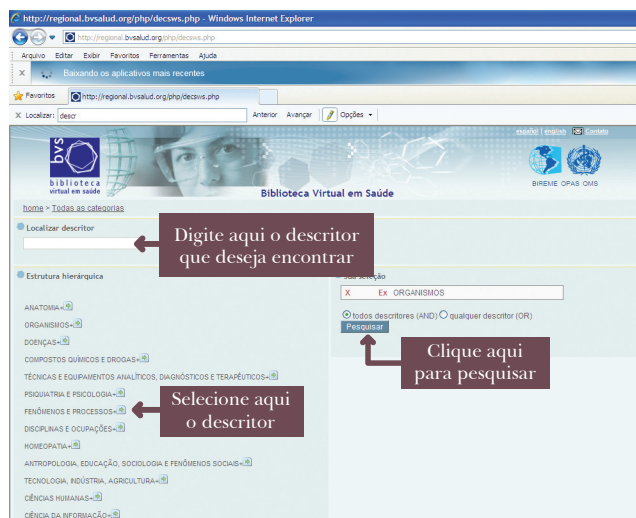 http://regional.bvsalud.org/php/decsws.php - Windows Internet Explorer
http://regional.bvsalud.org/php/decsws.php
Arquivo Editar Exibir Favoritos Ferramentas Ajuda
X Baixando os aplicativos mais recentes
Favoritos http://regional.bvsalud.org/php/decsws.php
X Localizar: descr Anterior Avançar Opções
español | english Contato
bvs
biblioteca
virtual em saúde
Biblioteca Virtual em Saúde
BIREME OPAS OMS
home > Todas as categorias
Localizar descritor
Digite aqui o descritor
que deseja encontrar
Estrutura hierárquica
ANATOMIA+
ORGANISMOS+
DOENÇAS+
COMPOSTOS QUÍMICOS E DROGAS+
TÉCNICAS E EQUIPAMENTOS ANALÍTICOS, DIAGNÓSTICOS E TERAPÊUTICOS+
PSIQUIATRIA E PSICOLOGIA+
FENÔMENOS E PROCESSOS+
DISCIPLINAS E OCUPAÇÕES+
HOMEOPATIA+
ANTROPOLOGIA, EDUCAÇÃO, SOCIOLOGIA E FENÔMENOS SOCIAIS+
TECNOLOGIA, INDÚSTRIA, AGRICULTURA+
CIÊNCIAS HUMANAS+
CIÊNCIA DA INFORMAÇÃO+
Selecione aqui
o descritor
Sua seleção
X Ex ORGANISMOS
todos descritores (AND) qualquer descritor (OR)
Pesquisar
Clique aqui
para pesquisar